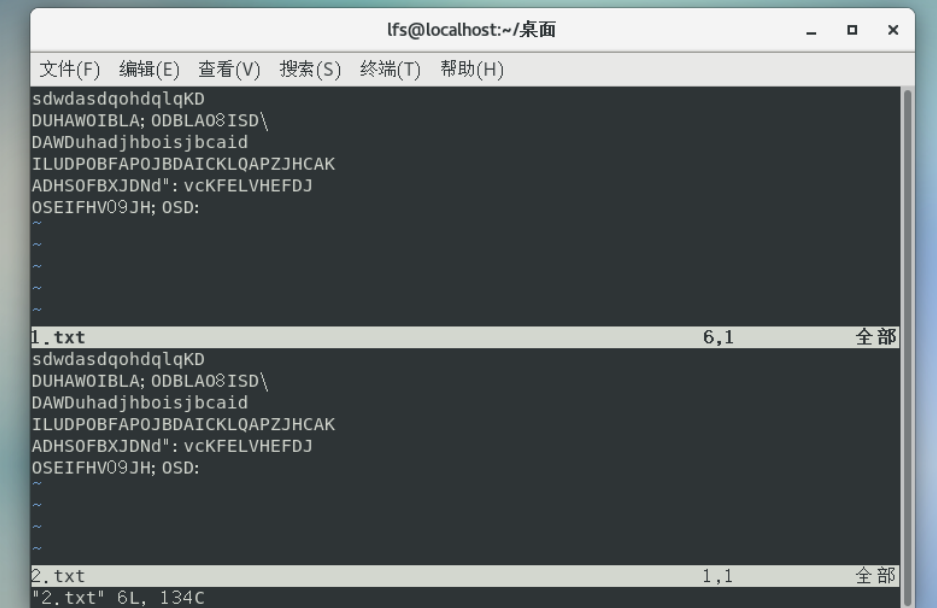 lfs@localhost:~/桌面
文件(F) 编辑(E) 查看(V) 搜索(S) 终端(T) 帮助(H)
sdwdasdqohdqlqKD
DUHAWOIBLA;ODBLAO8ISD\
DAWDuhadjhboisjbcaid
ILUDPOBFAPOJBDAICKLQAPZJHCAK
ADHSOFBXJDNd":vcKFELVHEFDJ
OSEIFHV09JH;OSD:
~
~
~
~
~
1.txt 6,1 全部
sdwdasdqohdqlqKD
DUHAWOIBLA;ODBLAO8ISD\
DAWDuhadjhboisjbcaid
ILUDPOBFAPOJBDAICKLQAPZJHCAK
ADHSOFBXJDNd":vcKFELVHEFDJ
OSEIFHV09JH;OSD:
~
~
~
~
2.txt 1,1 全部
"2.txt" 6L, 134C